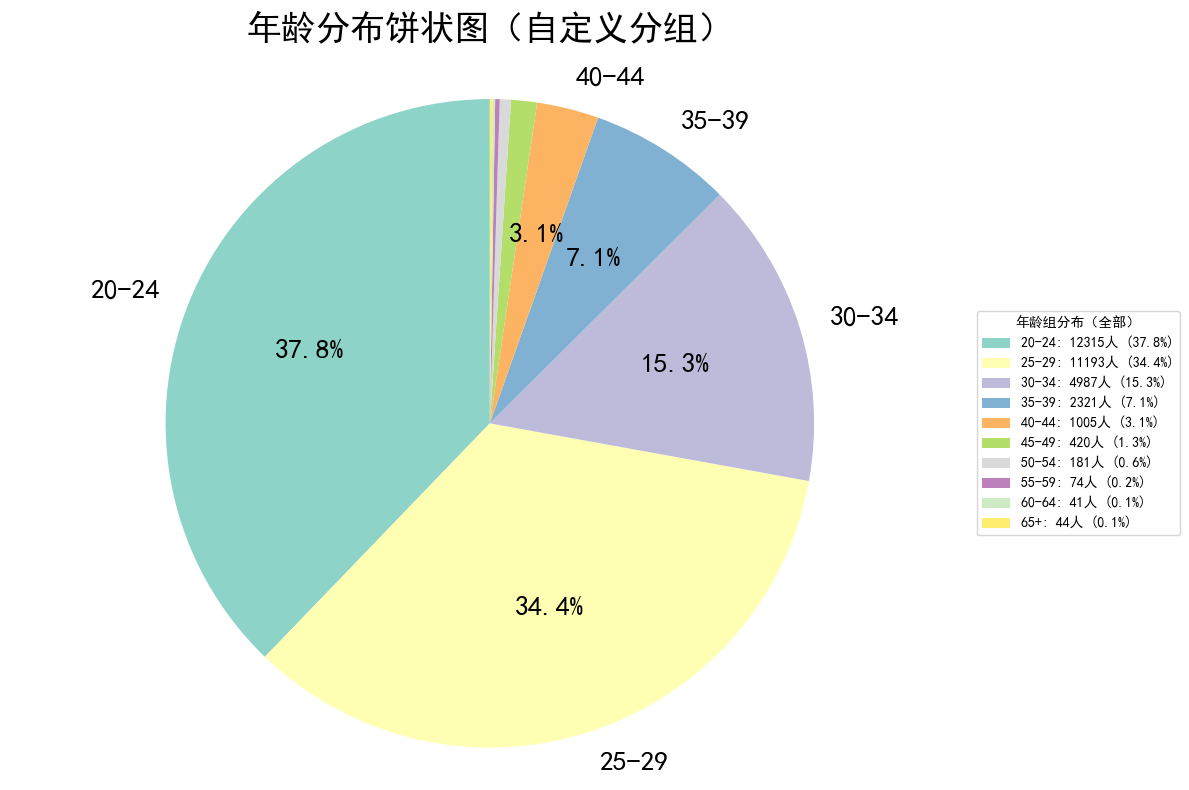 年龄分布饼状图（自定义分组）
40-44
35-39
3.1%
7.1%
20-24
30-34
37.8%
15.3%
34.4%
25-29
年龄组分布（全部）
20-24: 12315人 (37.8%)
25-29: 11193人 (34.4%)
30-34: 4987人 (15.3%)
35-39: 2321人 (7.1%)
40-44: 1005人 (3.1%)
45-49: 420人 (1.3%)
50-54: 181人 (0.6%)
55-59: 74人 (0.2%)
60-64: 41人 (0.1%)
65+: 44人 (0.1%)